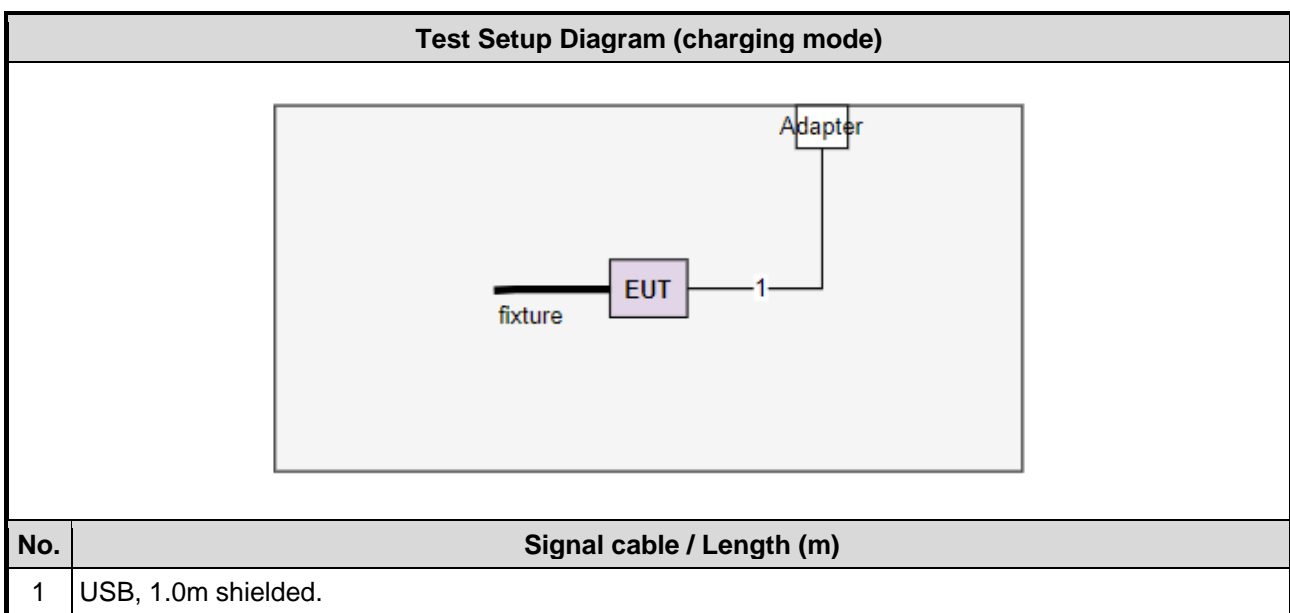 Test Setup Diagram (charging mode)
Adapter
EUT
1
fixture
No. Signal cable / Length (m)
1 USB, 1.0m shielded.